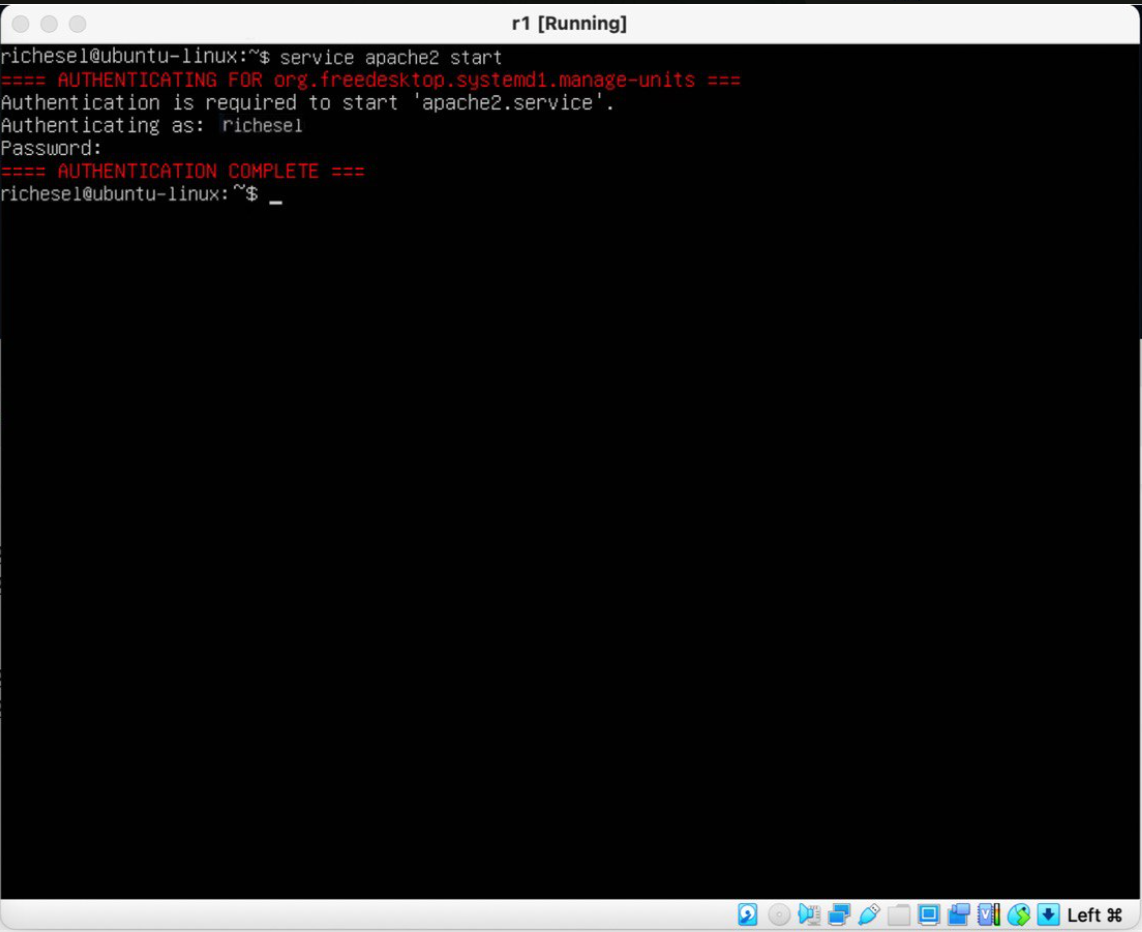 r1 [Running]
richesel@ubuntu-linux:~$ service apache2 start
==== AUTHENTICATING FOR org.freedesktop.systemd1.manage-units ===
Authentication is required to start 'apache2.service'.
Authenticating as: richesel
Password:
==== AUTHENTICATION COMPLETE ===
richesel@ubuntu-linux:~$ _
Left ⌘